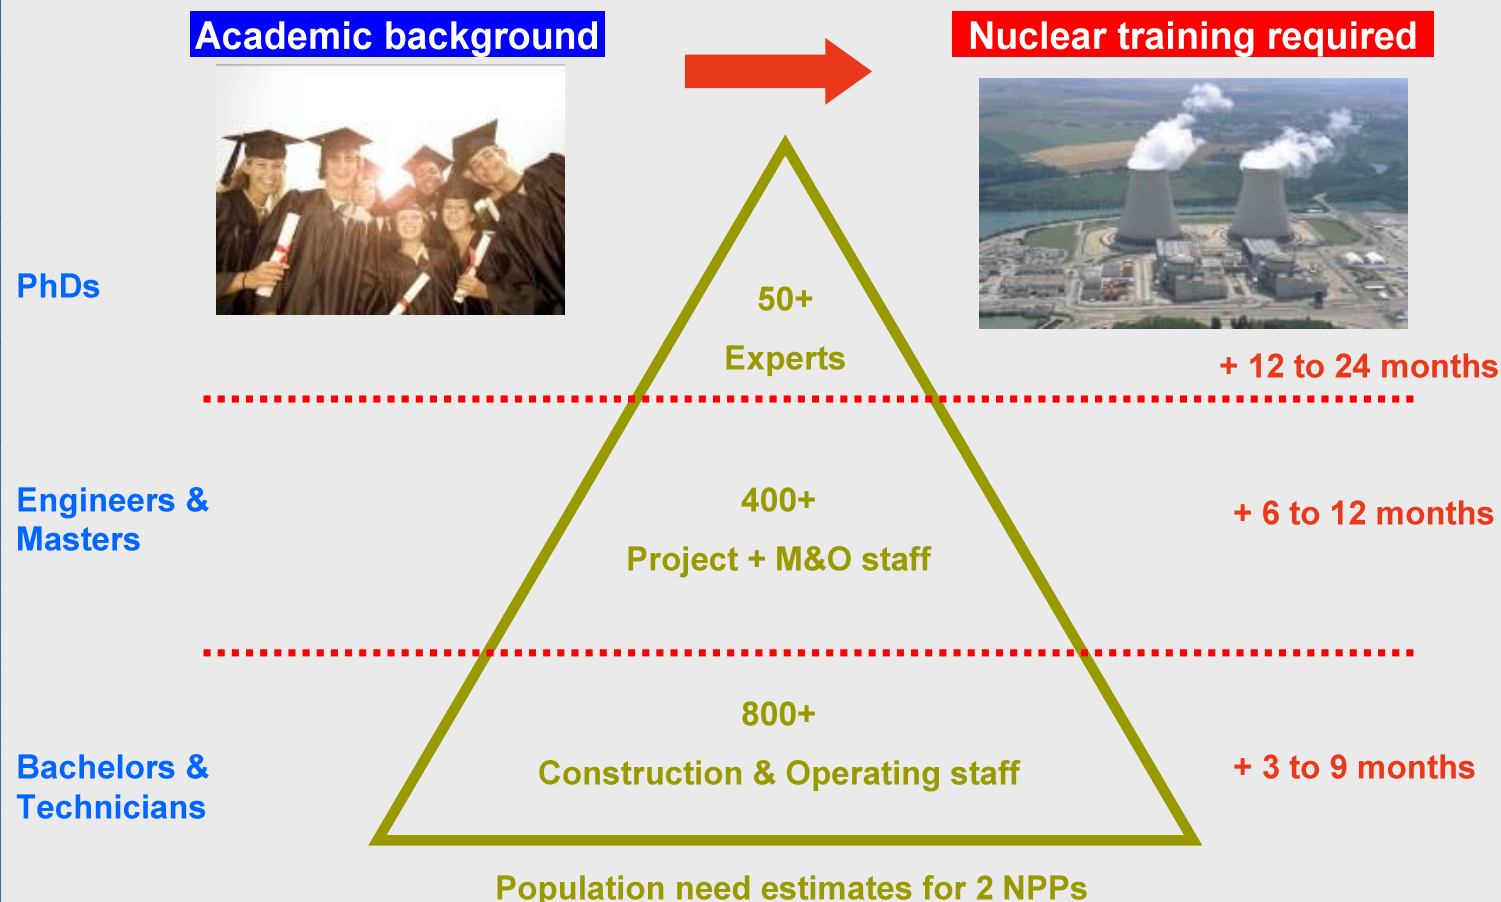 Academic background
Nuclear training required
PhDs
50+
Experts
+ 12 to 24 months
Engineers &
Masters
400+
Project + M&O staff
+ 6 to 12 months
Bachelors &
Technicians
800+
Construction & Operating staff
+ 3 to 9 months
Population need estimates for 2 NPPs